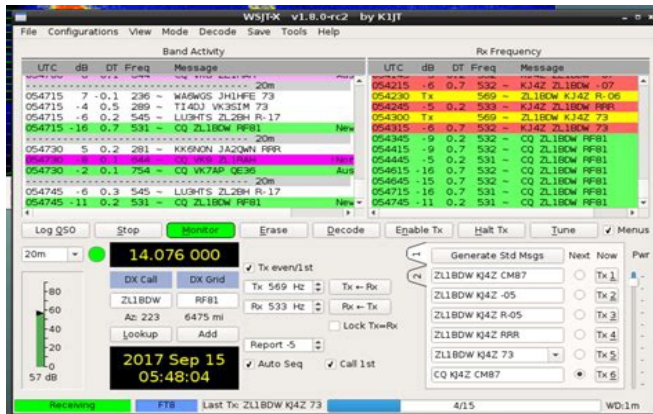 WSJT-X v1.8.0-rc2 by K1JT
File Configurations View Mode Decode Save Tools Help
Band Activity
UTC dB DT Freq Message
20m
054715 7 -0.1 236 ~ WA6WGS JH1HFE 73
054715 -4 0.5 289 ~ TI4DJ VK3SIM 73
054715 -6 0.2 545 ~ LU3HTS ZL2BH R-17
054715 -16 0.7 531 ~ CQ ZL1BDW RF81 New
20m
054730 5 0.2 281 ~ KK6NON JA2QWN RRR
054730 -8 0.1 644 ~ CQ VK9 ZL1RAH
054730 -2 0.1 754 ~ CQ VK7AP QE36 Aus
20m
054745 -6 0.3 545 ~ LU3HTS ZL2BH R-17
054745 -11 0.2 531 ~ CQ ZL1BDW RF81 New
Rx Frequency
UTC dB DT Freq Message
054215 -6 0.7 532 ~ KJ4Z ZL1BDW -07
054230 Tx 569 ~ ZL1BDW KJ4Z R-06
054245 -5 0.2 533 ~ KJ4Z ZL1BDW RRR
054300 Tx 569 ~ ZL1BDW KJ4Z 73
054315 -6 0.7 532 ~ KJ4Z ZL1BDW 73
054345 -9 0.2 532 ~ CQ ZL1BDW RF81
054415 -9 0.7 532 ~ CQ ZL1BDW RF81
054445 -5 0.2 531 ~ CQ ZL1BDW RF81
054615 -16 0.7 532 ~ CQ ZL1BDW RF81
054645 -15 0.7 532 ~ CQ ZL1BDW RF81
054715 -16 0.7 531 ~ CQ ZL1BDW RF81
054745 -11 0.2 531 ~ CQ ZL1BDW RF81
Log QSO Stop Monitor Erase Decode Enable Tx Halt Tx Tune Menus
20m
14.076 000
DX Call DX Grid
ZL1BDW RF81
Az: 223 6475 mi
Lookup Add
2017 Sep 15
05:48:04
80
60
40
20
0
57 dB
Tx even/1st
Tx 569 Hz Tx ← Rx
Rx 533 Hz Rx ← Tx
Lock Tx=Rx
Report -5
Auto Seq Call 1st
1
2
Generate Std Msgs Next Now Pwr
ZL1BDW KJ4Z CM87 Tx 1
ZL1BDW KJ4Z -05 Tx 2
ZL1BDW KJ4Z R-05 Tx 3
ZL1BDW KJ4Z RRR Tx 4
ZL1BDW KJ4Z 73 Tx 5
CQ KJ4Z CM87 Tx 6
Receiving FT8 Last Tx: ZL1BDW KJ4Z 73 4/15 WD:1m